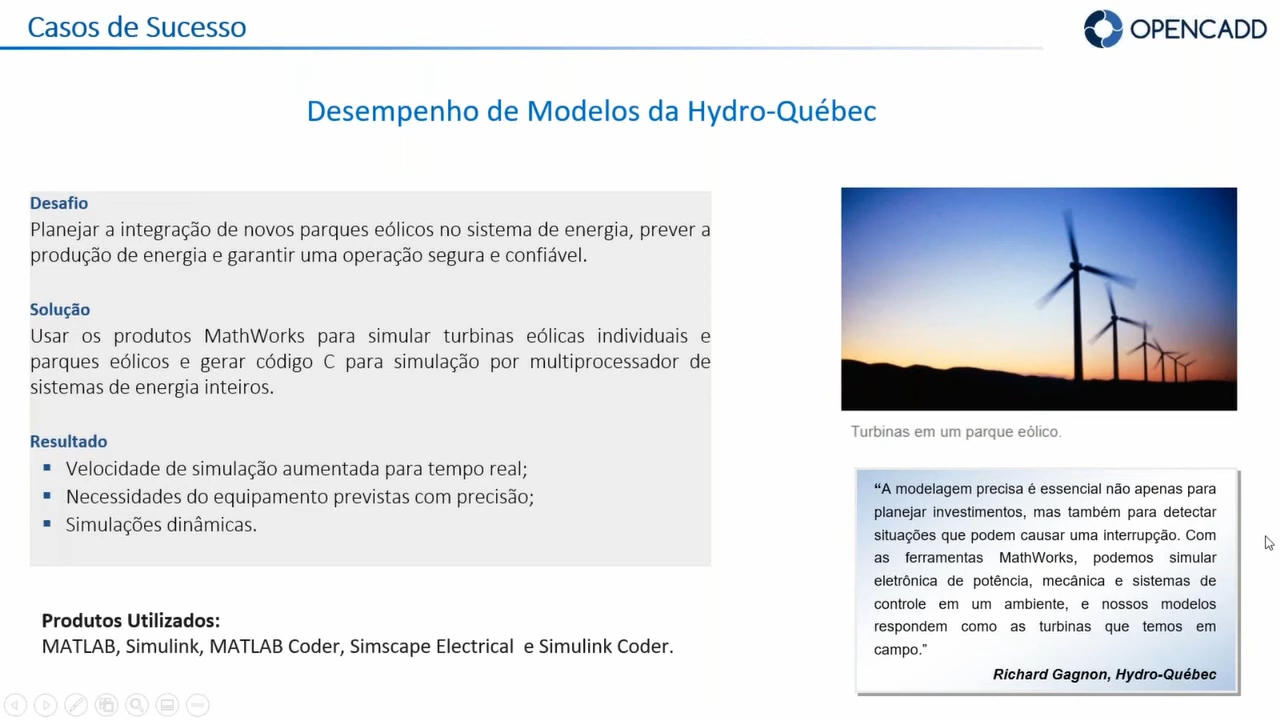 Casos de Sucesso
OPENCADD
Desempenho de Modelos da Hydro-Québec
Desafio
Planejar a integração de novos parques eólicos no sistema de energia, prever a
produção de energia e garantir uma operação segura e confiável.
Solução
Usar os produtos MathWorks para simular turbinas eólicas individuais e
parques eólicos e gerar código C para simulação por multiprocessador de
sistemas de energia inteiros.
Resultado
Velocidade de simulação aumentada para tempo real;
Necessidades do equipamento previstas com precisão;
Simulações dinâmicas.
Produtos Utilizados:
MATLAB, Simulink, MATLAB Coder, Simscape Electrical e Simulink Coder.
Turbinas em um parque eólico.
“A modelagem precisa é essencial não apenas para
planejar investimentos, mas também para detectar
situações que podem causar uma interrupção. Com
as ferramentas MathWorks, podemos simular
eletrônica de potência, mecânica e sistemas de
controle em um ambiente, e nossos modelos
respondem como as turbinas que temos em
campo.”
Richard Gagnon, Hydro-Québec